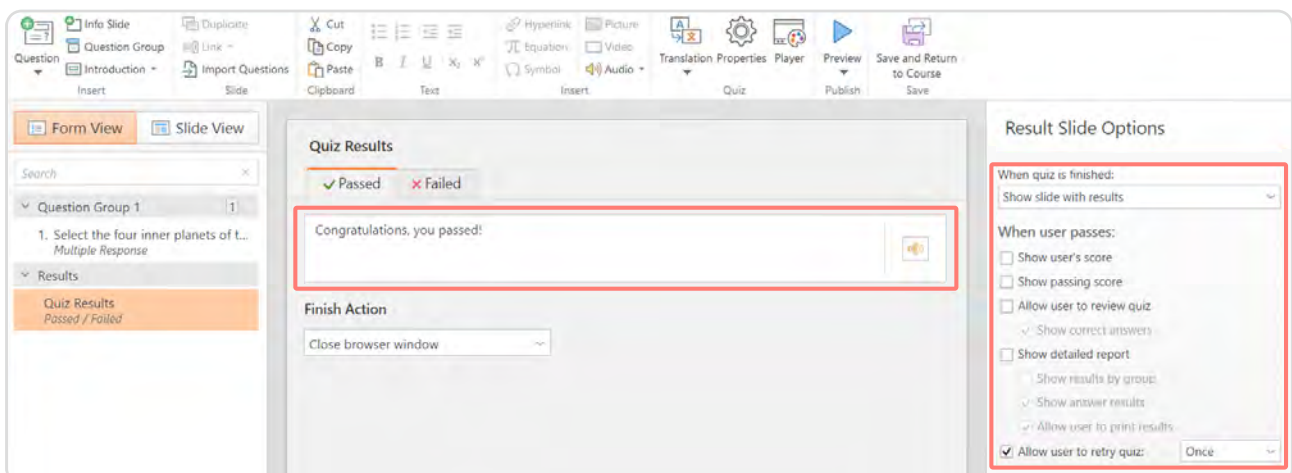 Info Slide
Question Group
Introduction
Question
Insert
Duplicate
Link
Import Questions
Slide
Cut
Copy
Paste
Clipboard
B I U X₂ X²
Text
Hyperlink
Equation
Symbol
Picture
Video
Audio
Insert
Translation Properties Player
Quiz
Preview
Publish
Save and Return
to Course
Save
Form View
Slide View
Search
Question Group 1
1
1. Select the four inner planets of t...
Multiple Response
Results
Quiz Results
Passed / Failed
Quiz Results
Passed
Failed
Congratulations, you passed!
Finish Action
Close browser window
Result Slide Options
When quiz is finished:
Show slide with results
When user passes:
Show user's score
Show passing score
Allow user to review quiz
Show correct answers
Show detailed report
Show results by group
Show answer results
Allow user to print results
Allow user to retry quiz: Once